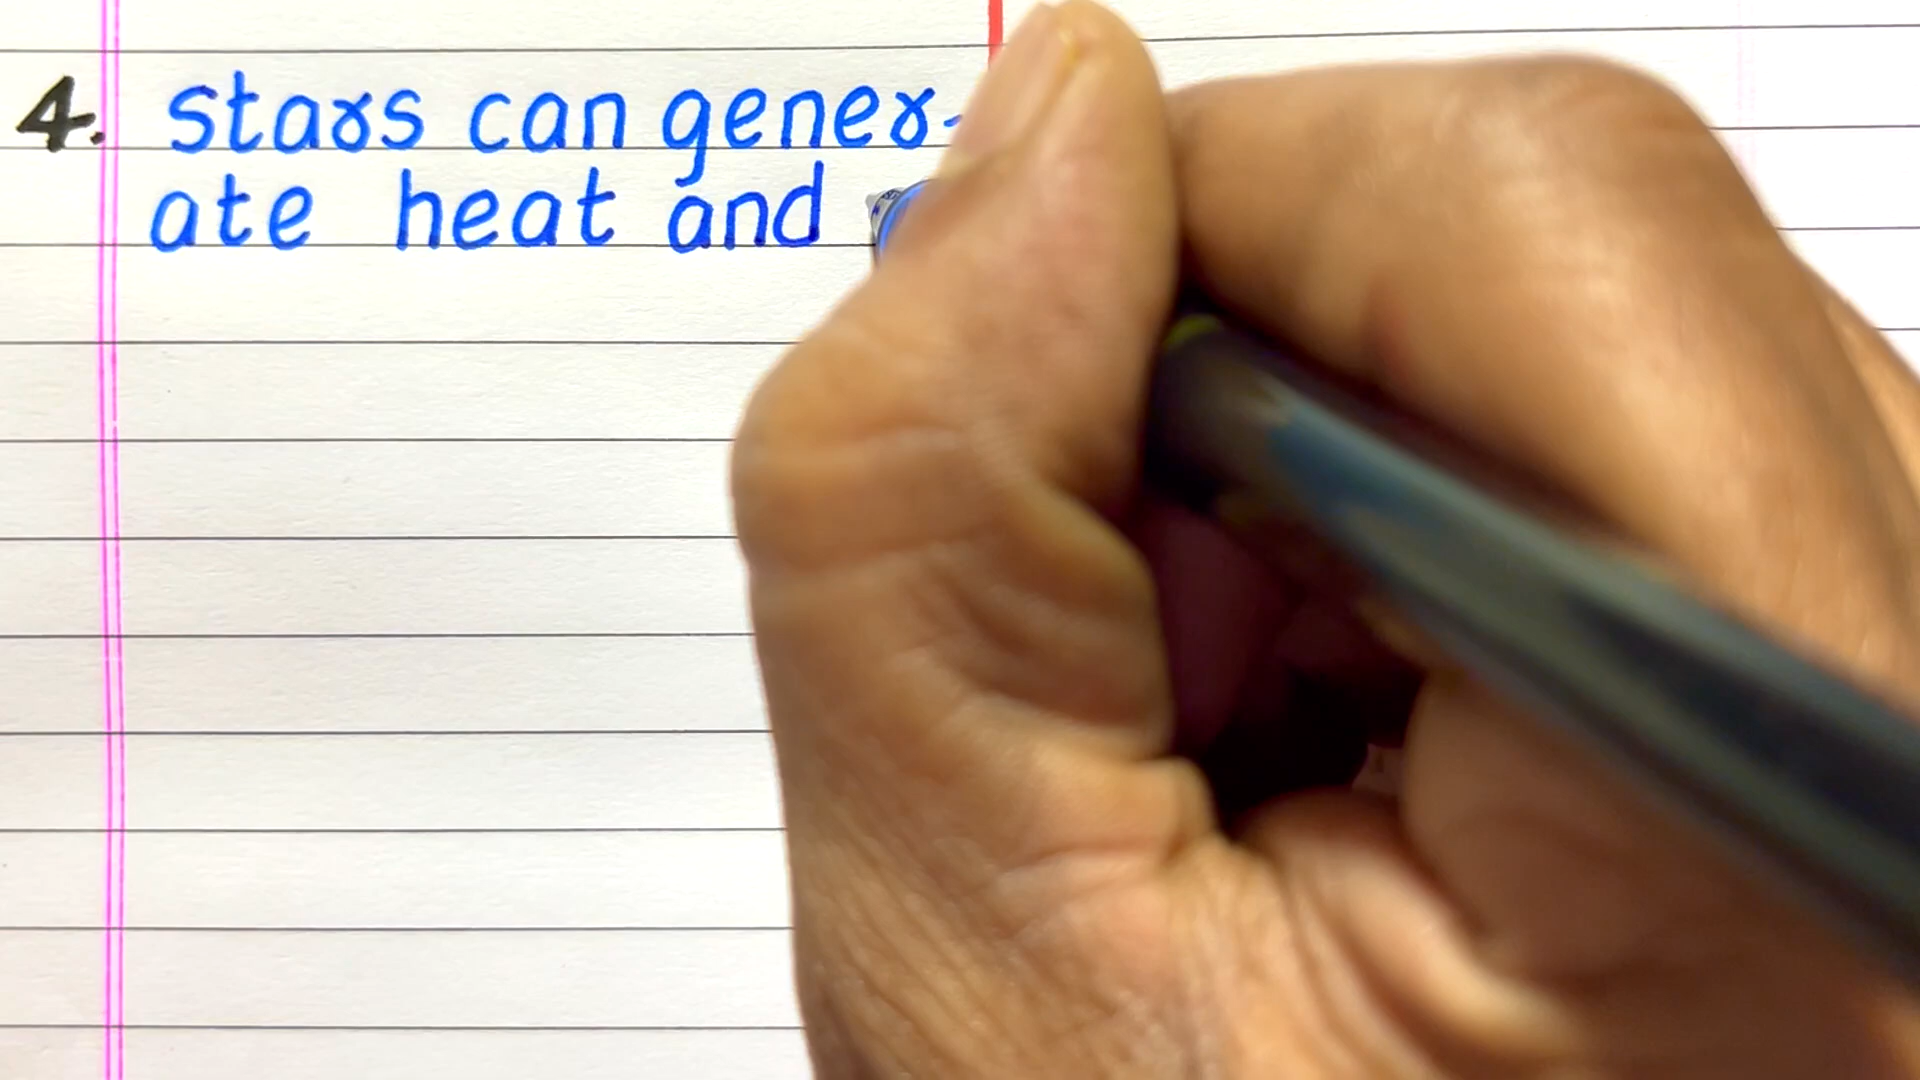 4. stars can gener-
ate heat and